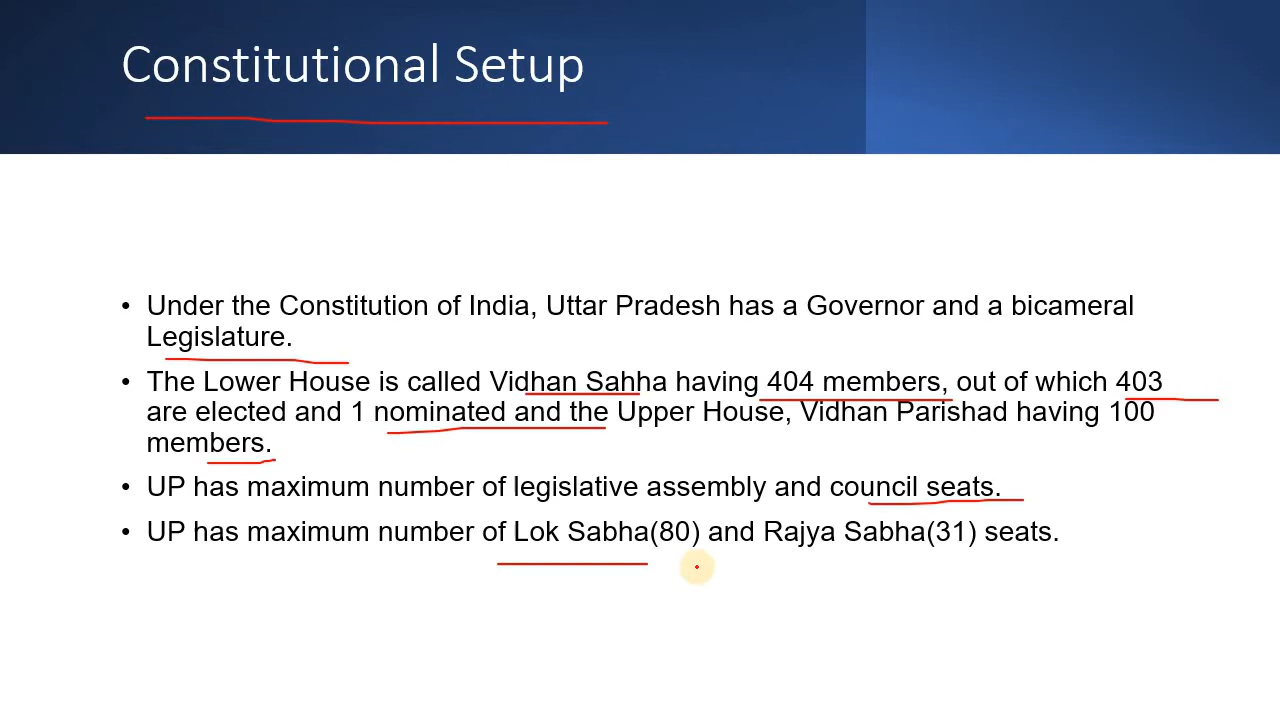 Constitutional Setup
• Under the Constitution of India, Uttar Pradesh has a Governor and a bicameral
Legislature.
• The Lower House is called Vidhan Sahha having 404 members, out of which 403
are elected and 1 nominated and the Upper House, Vidhan Parishad having 100
members.
• UP has maximum number of legislative assembly and council seats.
• UP has maximum number of Lok Sabha(80) and Rajya Sabha(31) seats.